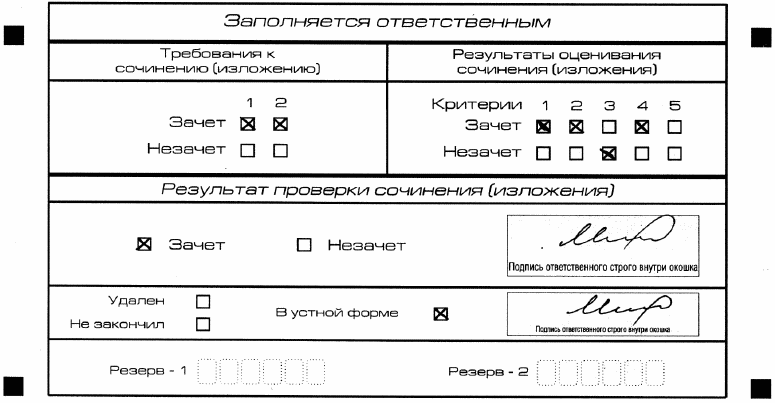 Заполняется ответственным
Требования к сочинению (изложению)
1 2
Зачет
Незачет
Результаты оценивания сочинения (изложения)
Критерии 1 2 3 4 5
Зачет
Незачет
Результат проверки сочинения (изложения)
Зачет Незачет
Подпись ответственного строго внутри окошка
Удален
Не закончил
В устной форме
Подпись ответственного строго внутри окошка
Резерв - 1 Резерв - 2